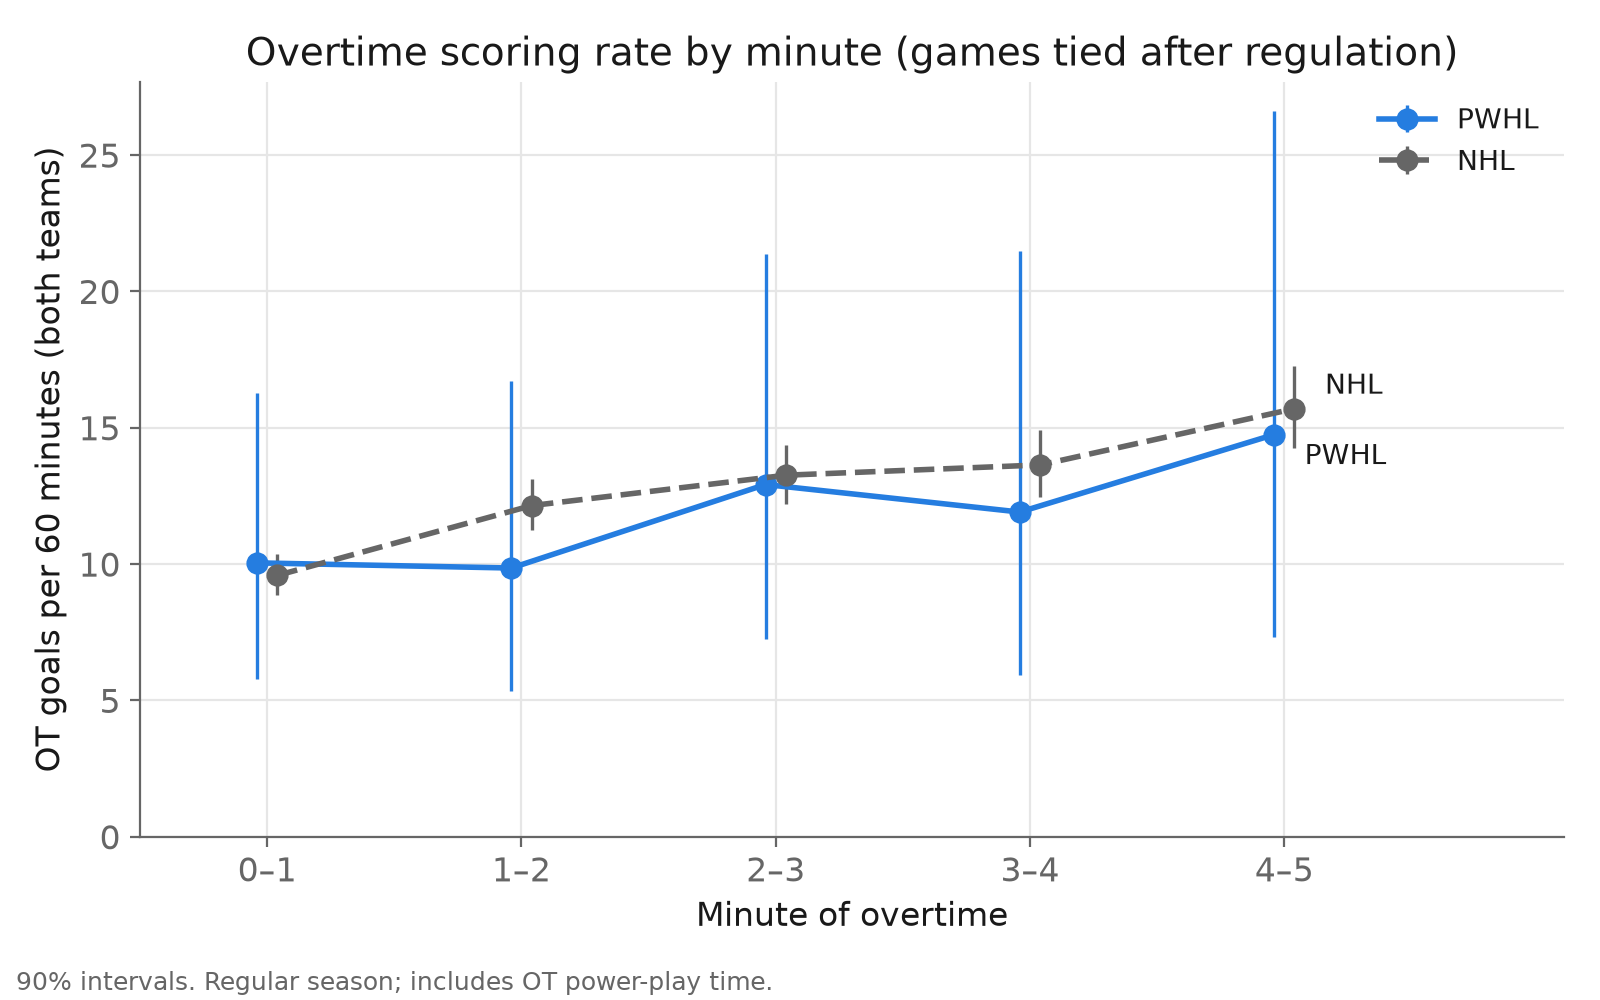 Overtime scoring rate by minute (games tied after regulation)
OT goals per 60 minutes (both teams)
25
20
15
10
5
0
PWHL
NHL
NHL
PWHL
0–1
1–2
2–3
3–4
4–5
Minute of overtime
90% intervals. Regular season; includes OT power-play time.